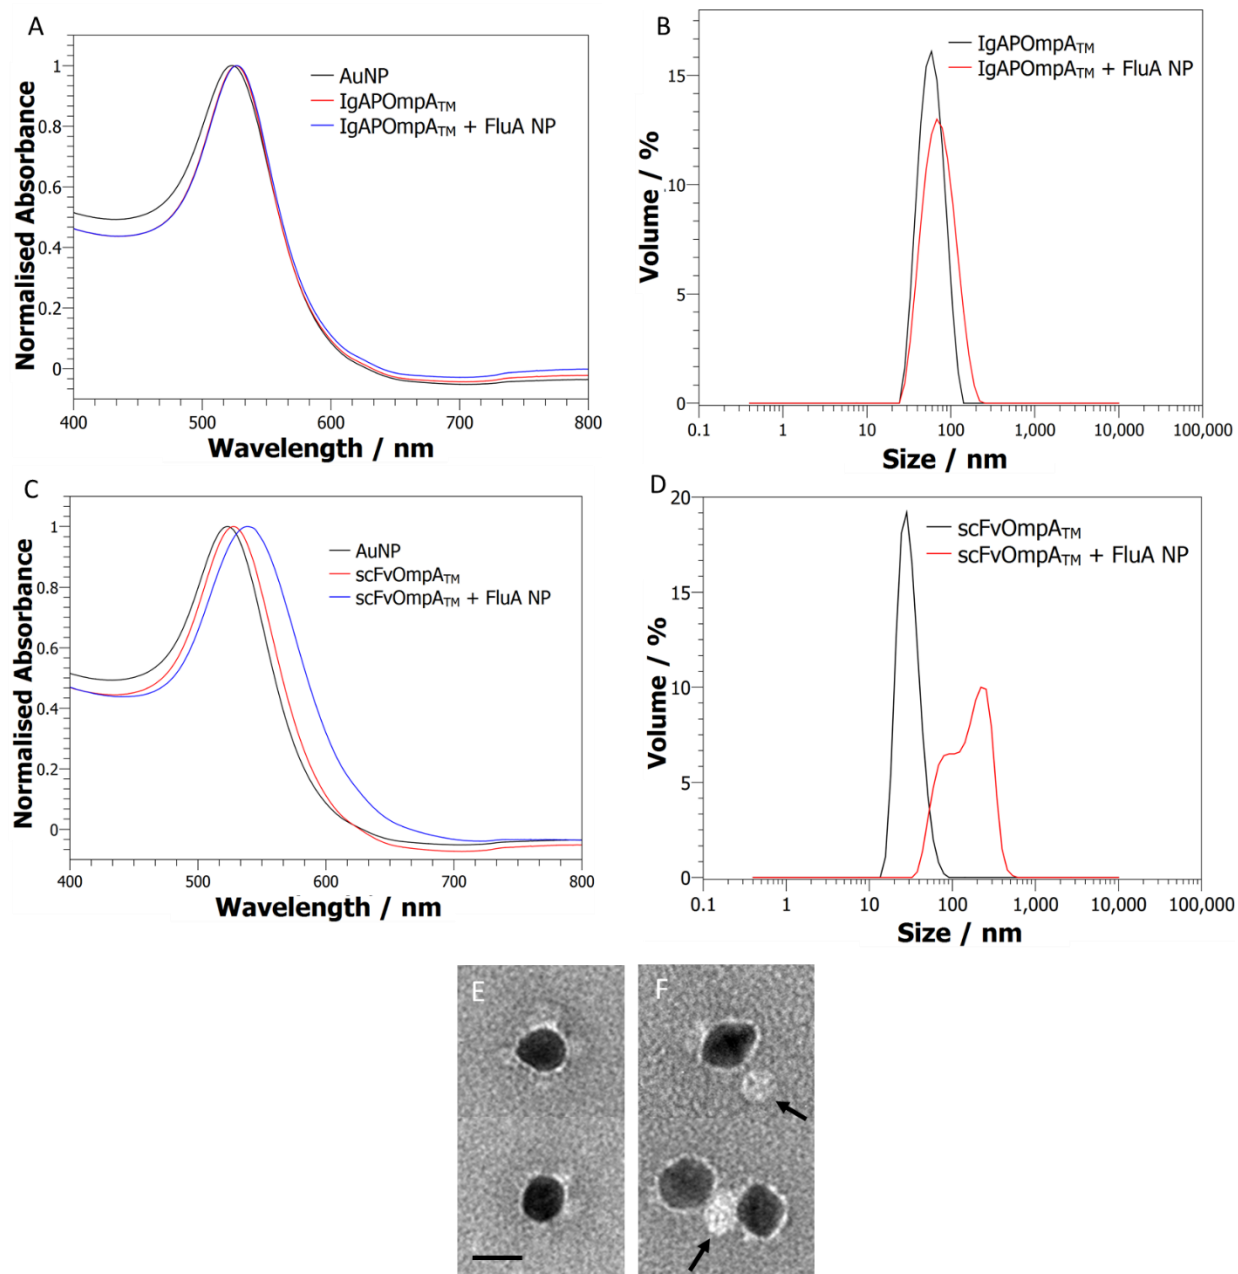 A
Normalised Absorbance
1
0.8
0.6
0.4
0.2
0
AuNP
IgAPOmpATM
IgAPOmpATM + FluA NP
400
500
600
700
800
Wavelength / nm
B
Volume / %
15
10
5
0
IgAPOmpATM
IgAPOmpATM + FluA NP
0.1
1
10
100
1,000
10,000
100,000
Size / nm
C
Normalised Absorbance
1
0.8
0.6
0.4
0.2
0
AuNP
scFvOmpATM
scFvOmpATM + FluA NP
400
500
600
700
800
Wavelength / nm
D
Volume / %
20
15
10
5
0
scFvOmpATM
scFvOmpATM + FluA NP
0.1
1
10
100
1,000
10,000
100,000
Size / nm
E
F